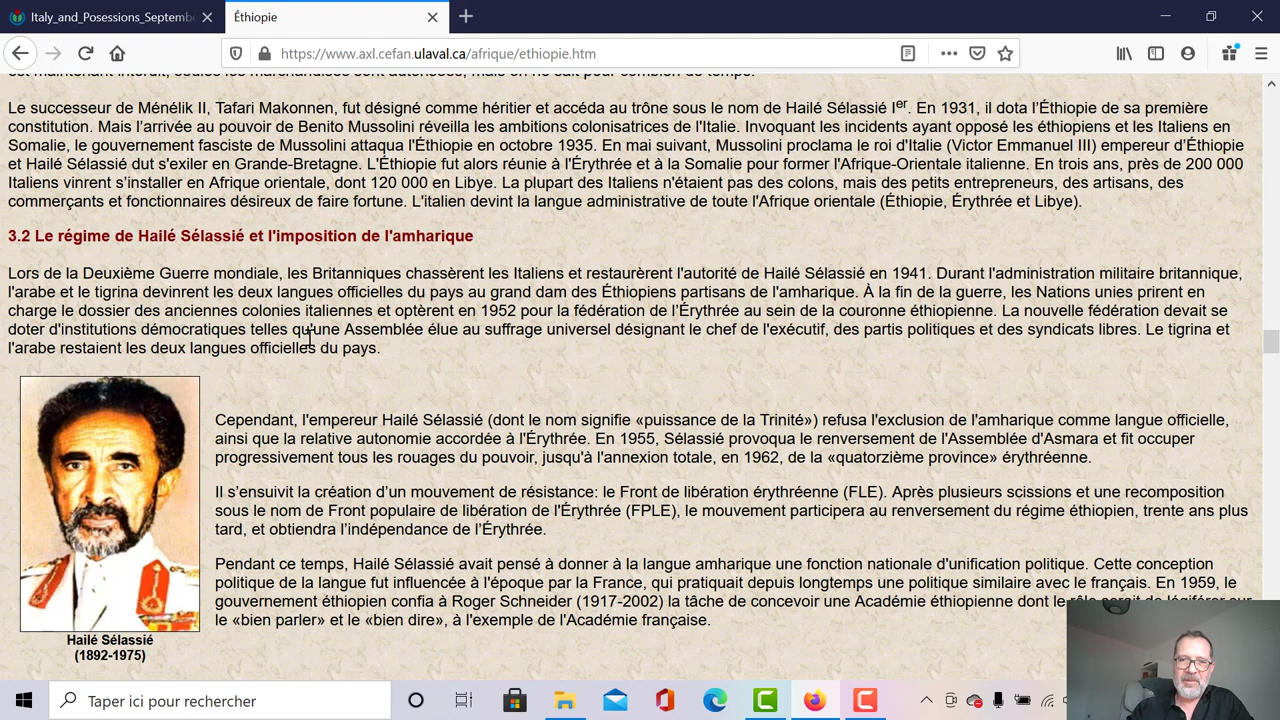 Italy_and_Posessions_Septembe
Éthiopie
https://www.axl.cefan.ulaval.ca/afrique/ethiopie.htm
est maintenant interdit, seules les marchandises sont autorisées, mais on ne sait pour combien de temps.
Le successeur de Ménélik II, Tafari Makonnen, fut désigné comme héritier et accéda au trône sous le nom de Hailé Sélassié Ier. En 1931, il dota l’Éthiopie de sa première
constitution. Mais l’arrivée au pouvoir de Benito Mussolini réveilla les ambitions colonisatrices de l'Italie. Invoquant les incidents ayant opposé les éthiopiens et les Italiens en
Somalie, le gouvernement fasciste de Mussolini attaqua l'Éthiopie en octobre 1935. En mai suivant, Mussolini proclama le roi d'Italie (Victor Emmanuel III) empereur d’Éthiopie
et Hailé Sélassié dut s'exiler en Grande-Bretagne. L'Éthiopie fut alors réunie à l’Érythrée et à la Somalie pour former l'Afrique-Orientale italienne. En trois ans, près de 200 000
Italiens vinrent s’installer en Afrique orientale, dont 120 000 en Libye. La plupart des Italiens n'étaient pas des colons, mais des petits entrepreneurs, des artisans, des
commerçants et fonctionnaires désireux de faire fortune. L'italien devint la langue administrative de toute l'Afrique orientale (Éthiopie, Érythrée et Libye).
3.2 Le régime de Hailé Sélassié et l'imposition de l'amharique
Lors de la Deuxième Guerre mondiale, les Britanniques chassèrent les Italiens et restaurèrent l'autorité de Hailé Sélassié en 1941. Durant l'administration militaire britannique,
l'arabe et le tigrina devinrent les deux langues officielles du pays au grand dam des Éthiopiens partisans de l'amharique. À la fin de la guerre, les Nations unies prirent en
charge le dossier des anciennes colonies italiennes et optèrent en 1952 pour la fédération de l’Érythrée au sein de la couronne éthiopienne. La nouvelle fédération devait se
doter d'institutions démocratiques telles qu'une Assemblée élue au suffrage universel désignant le chef de l'exécutif, des partis politiques et des syndicats libres. Le tigrina et
l'arabe restaient les deux langues officielles du pays.
Cependant, l'empereur Hailé Sélassié (dont le nom signifie «puissance de la Trinité») refusa l'exclusion de l'amharique comme langue officielle,
ainsi que la relative autonomie accordée à l'Érythrée. En 1955, Sélassié provoqua le renversement de l'Assemblée d'Asmara et fit occuper
progressivement tous les rouages du pouvoir, jusqu'à l'annexion totale, en 1962, de la «quatorzième province» érythréenne.
Il s’ensuivit la création d’un mouvement de résistance: le Front de libération érythréenne (FLE). Après plusieurs scissions et une recomposition
sous le nom de Front populaire de libération de l'Érythrée (FPLE), le mouvement participera au renversement du régime éthiopien, trente ans plus
tard, et obtiendra l’indépendance de l’Érythrée.
Pendant ce temps, Hailé Sélassié avait pensé à donner à la langue amharique une fonction nationale d'unification politique. Cette conception
politique de la langue fut influencée à l'époque par la France, qui pratiquait depuis longtemps une politique similaire avec le français. En 1959, le
gouvernement éthiopien confia à Roger Schneider (1917-2002) la tâche de concevoir une Académie éthiopienne dont le rôle serait de légiférer sur
le «bien parler» et le «bien dire», à l'exemple de l'Académie française.
Hailé Sélassié
(1892-1975)
Taper ici pour rechercher